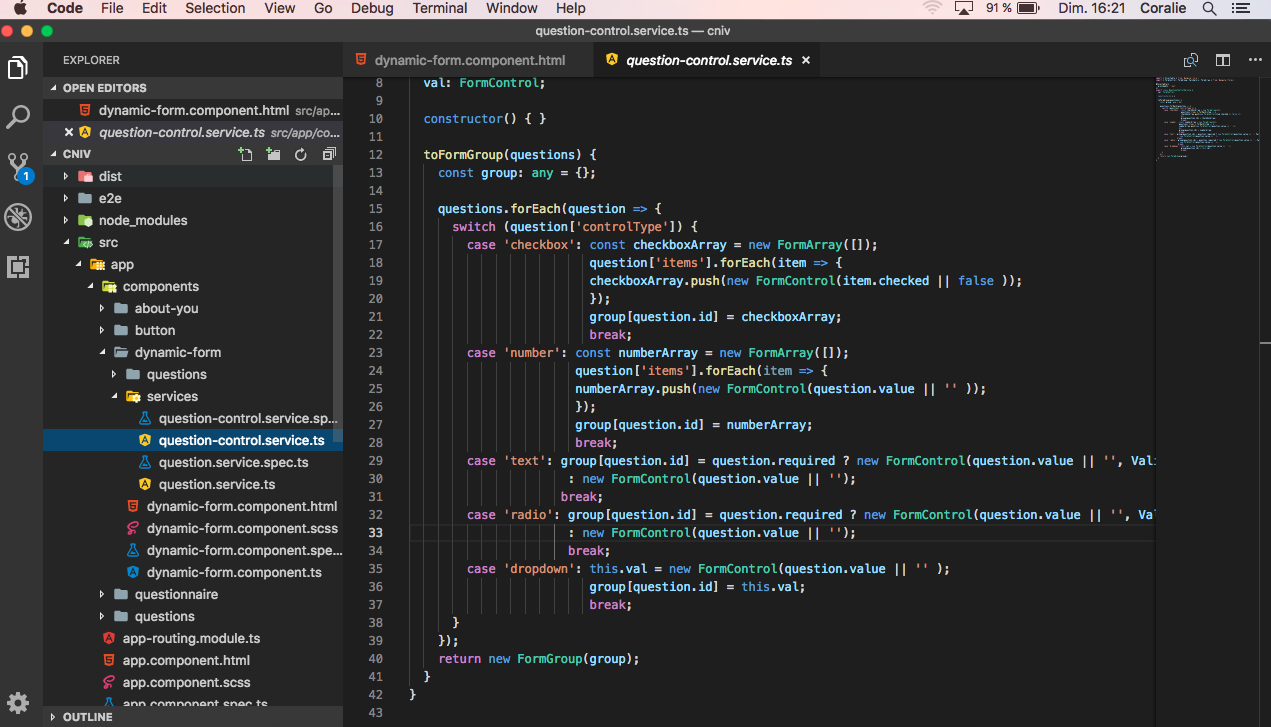 Code File Edit Selection View Go Debug Terminal Window Help 91 % Dim. 16:21 Coralie
question-control.service.ts — cniv
EXPLORER
OPEN EDITORS
dynamic-form.component.html src/ap...
question-control.service.ts src/app/co...
CNIV
1
dist
e2e
node_modules
src
app
components
about-you
button
dynamic-form
questions
services
question-control.service.sp...
question-control.service.ts
question.service.spec.ts
question.service.ts
dynamic-form.component.html
dynamic-form.component.scss
dynamic-form.component.spe...
dynamic-form.component.ts
questionnaire
questions
app-routing.module.ts
app.component.html
app.component.scss
app.component.spec.ts
OUTLINE
dynamic-form.component.html question-control.service.ts ×
8 val: FormControl;
9
10 constructor() { }
11
12 toFormGroup(questions) {
13 const group: any = {};
14
15 questions.forEach(question => {
16 switch (question['controlType']) {
17 case 'checkbox': const checkboxArray = new FormArray([]);
18 question['items'].forEach(item => {
19 checkboxArray.push(new FormControl(item.checked || false ));
20 });
21 group[question.id] = checkboxArray;
22 break;
23 case 'number': const numberArray = new FormArray([]);
24 question['items'].forEach(item => {
25 numberArray.push(new FormControl(question.value || '' ));
26 });
27 group[question.id] = numberArray;
28 break;
29 case 'text': group[question.id] = question.required ? new FormControl(question.value || '', Vali
30 : new FormControl(question.value || '');
31 break;
32 case 'radio': group[question.id] = question.required ? new FormControl(question.value || '', Va
33 : new FormControl(question.value || '');
34 break;
35 case 'dropdown': this.val = new FormControl(question.value || '' );
36 group[question.id] = this.val;
37 break;
38 }
39 });
40 return new FormGroup(group);
41 }
42 }
43